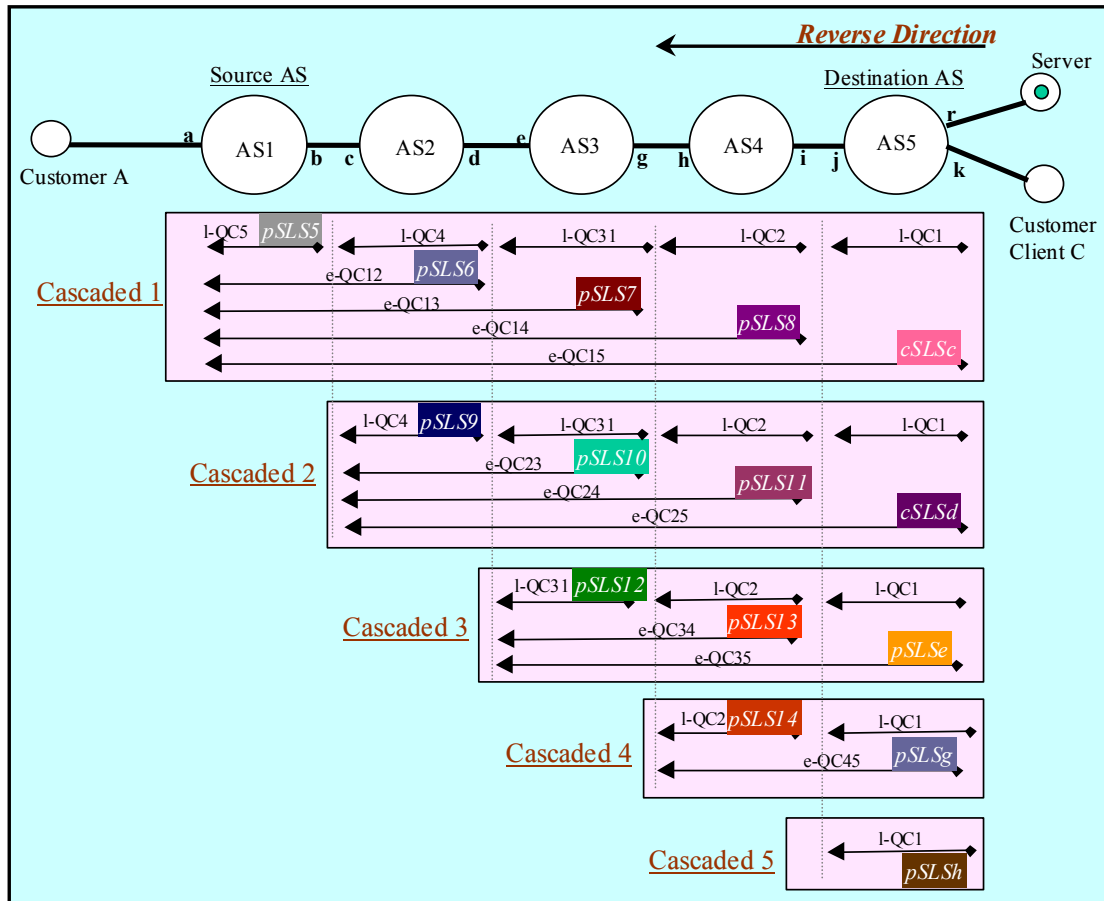 Reverse Direction
Source AS
Destination AS
Server
Customer A
a
AS1
b
c
AS2
d
e
AS3
g
h
AS4
i
j
AS5
r
k
Customer
Client C
Cascaded 1
l-QC5
pSLS5
l-QC4
l-QC31
l-QC2
l-QC1
e-QC12
pSLS6
e-QC13
pSLS7
e-QC14
pSLS8
e-QC15
cSLSc
Cascaded 2
l-QC4
pSLS9
l-QC31
l-QC2
l-QC1
e-QC23
pSLS10
e-QC24
pSLS11
e-QC25
cSLSd
Cascaded 3
l-QC31
pSLS12
l-QC2
l-QC1
e-QC34
pSLS13
e-QC35
pSLSe
Cascaded 4
l-QC2
pSLS14
l-QC1
e-QC45
pSLSg
Cascaded 5
l-QC1
pSLSh